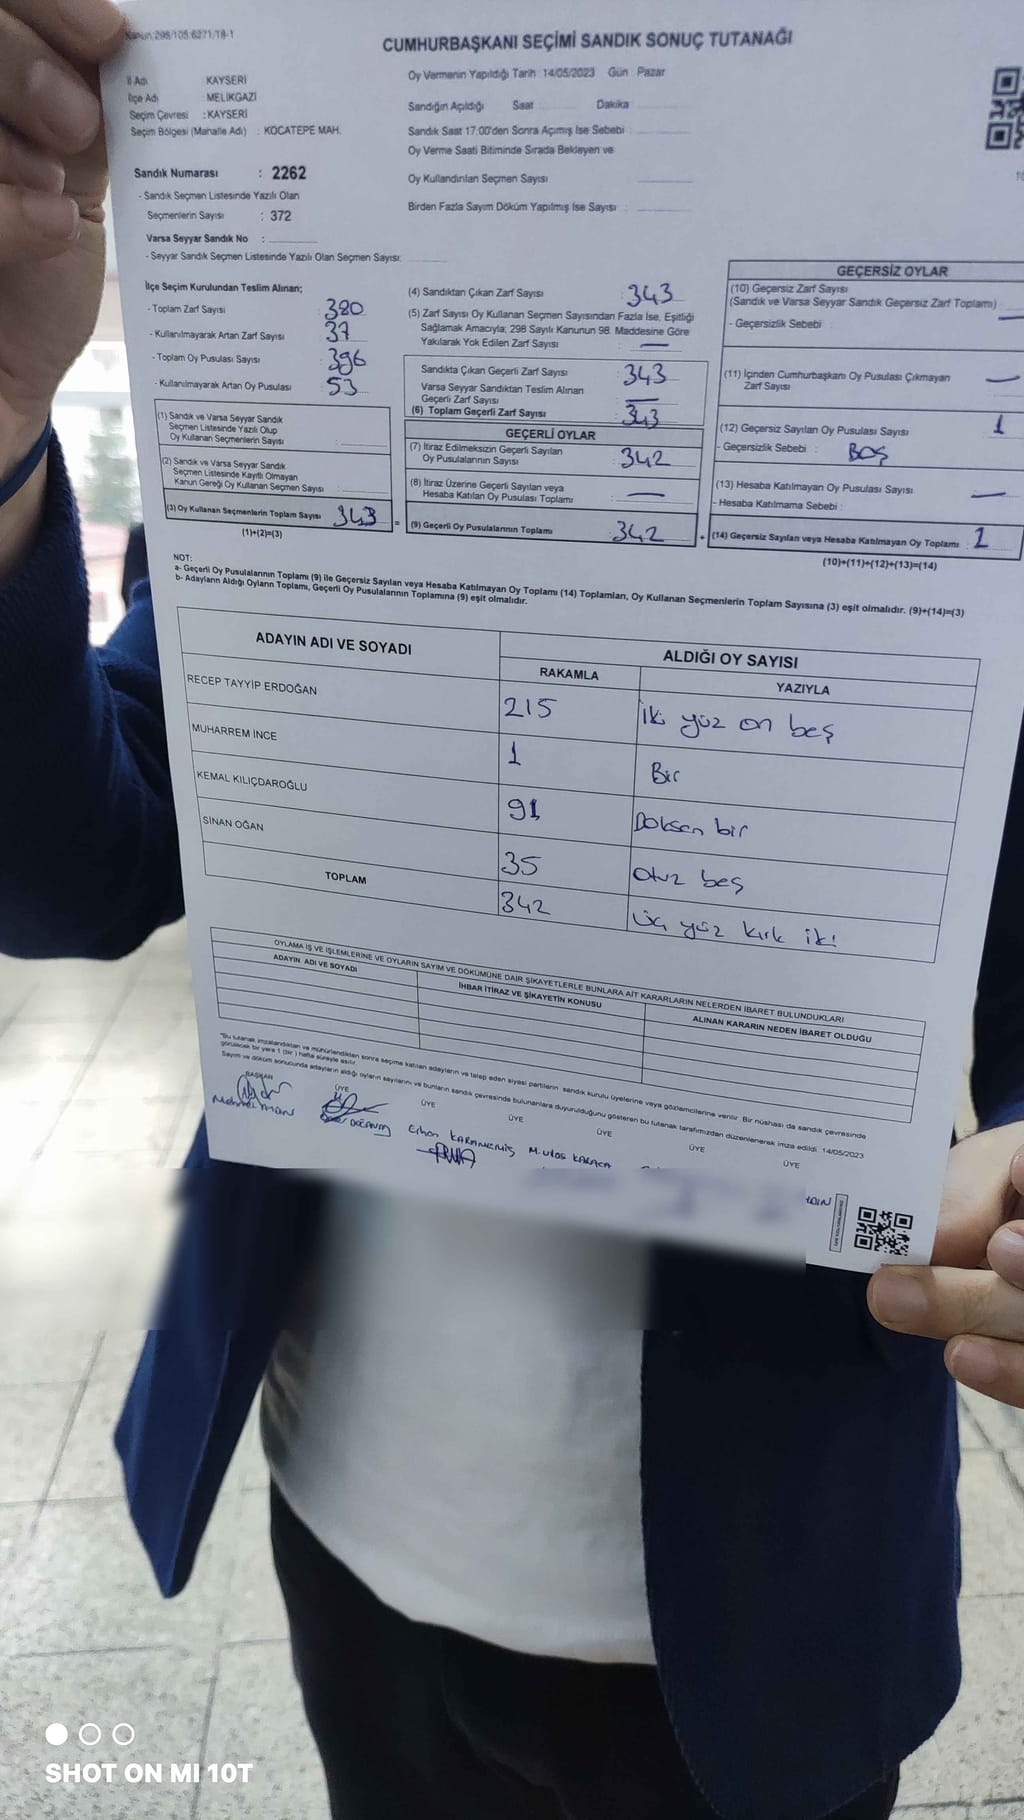 Kanun:298/105:6271/18-1
CUMHURBAŞKANI SEÇİMİ SANDIK SONUÇ TUTANAĞI
İl Adı KAYSERİ
İlçe Adı MELİKGAZİ
Seçim Çevresi : KAYSERİ
Seçim Bölgesi (Mahalle Adı) : KOCATEPE MAH.
Sandık Numarası : 2262
- Sandık Seçmen Listesinde Yazılı Olan
Seçmenlerin Sayısı : 372
Varsa Seyyar Sandık No :
- Seyyar Sandık Seçmen Listesinde Yazılı Olan Seçmen Sayısı:
Oy Vermenin Yapıldığı Tarih 14/05/2023 Gün Pazar
Sandığın Açıldığı Saat Dakika
Sandık Saat 17:00'den Sonra Açılmış İse Sebebi :
Oy Verme Saati Bitiminde Sırada Bekleyen ve
Oy Kullandırılan Seçmen Sayısı
Birden Fazla Sayım Döküm Yapılmış İse Sayısı :
İlçe Seçim Kurulundan Teslim Alınan;
- Toplam Zarf Sayısı : 380
- Kullanılmayarak Artan Zarf Sayısı : 37
- Toplam Oy Pusulası Sayısı : 396
- Kullanılmayarak Artan Oy Pusulası : 53
(1) Sandık ve Varsa Seyyar Sandık
Seçmen Listesinde Yazılı Olup
Oy Kullanan Seçmenlerin Sayısı :
(2) Sandık ve Varsa Seyyar Sandık
Seçmen Listesinde Kayıtlı Olmayan
Kanun Gereği Oy Kullanan Seçmen Sayısı :
(3) Oy Kullanan Seçmenlerin Toplam Sayısı 343
(1)+(2)=(3)
(4) Sandıktan Çıkan Zarf Sayısı : 343
(5) Zarf Sayısı Oy Kullanan Seçmen Sayısından Fazla İse, Eşitliği
Sağlamak Amacıyla; 298 Sayılı Kanunun 98. Maddesine Göre
Yakılarak Yok Edilen Zarf Sayısı : —
Sandıkta Çıkan Geçerli Zarf Sayısı : 343
Varsa Seyyar Sandıktan Teslim Alınan
Geçerli Zarf Sayısı : —
(6) Toplam Geçerli Zarf Sayısı : 343
GEÇERLİ OYLAR
(7) İtiraz Edilmeksizin Geçerli Sayılan
Oy Pusulalarının Sayısı : 342
(8) İtiraz Üzerine Geçerli Sayılan veya
Hesaba Katılan Oy Pusulası Toplamı : —
= (9) Geçerli Oy Pusulalarının Toplamı 342
GEÇERSİZ OYLAR
(10) Geçersiz Zarf Sayısı
(Sandık ve Varsa Seyyar Sandık Geçersiz Zarf Toplamı) : —
- Geçersizlik Sebebi :
(11) İçinden Cumhurbaşkanı Oy Pusulası Çıkmayan
Zarf Sayısı : —
(12) Geçersiz Sayılan Oy Pusulası Sayısı : 1
- Geçersizlik Sebebi : BOŞ
(13) Hesaba Katılmayan Oy Pusulası Sayısı : —
- Hesaba Katılmama Sebebi :
+ (14) Geçersiz Sayılan veya Hesaba Katılmayan Oy Toplamı 1
(10)+(11)+(12)+(13)=(14)
NOT:
a- Geçerli Oy Pusulalarının Toplamı (9) ile Geçersiz Sayılan veya Hesaba Katılmayan Oy Toplamı (14) Toplamları, Oy Kullanan Seçmenlerin Toplam Sayısına (3) eşit olmalıdır. (9)+(14)=(3)
b- Adayların Aldığı Oyların Toplamı, Geçerli Oy Pusulalarının Toplamına (9) eşit olmalıdır.
ADAYIN ADI VE SOYADI ALDIĞI OY SAYISI
RAKAMLA YAZIYLA
RECEP TAYYİP ERDOĞAN 215 İki yüz on beş
MUHARREM İNCE 1 Bir
KEMAL KILIÇDAROĞLU 91 Doksan bir
SİNAN OĞAN 35 Otuz beş
TOPLAM 342 Üç yüz kırk iki
OYLAMA İŞ VE İŞLEMLERİNE VE OYLARIN SAYIM VE DÖKÜMÜNE DAİR ŞİKAYETLERLE BUNLARA AİT KARARLARIN NELERDEN İBARET BULUNDUKLARI
ADAYIN ADI VE SOYADI İHBAR İTİRAZ VE ŞİKAYETİN KONUSU ALINAN KARARIN NEDEN İBARET OLDUĞU
"Bu tutanak imzalandıktan ve mühürlendikten sonra seçime katılan adayların ve talep eden siyasi partilerin sandık kurulu üyelerine veya gözlemcilerine verilir. Bir nüshası da sandık çevresinde
görülecek bir yere 1 (bir) hafta süreyle asılır.
Sayım ve döküm sonucunda adayların aldığı oyların sayılarını ve bunların sandık çevresinde bulunanlara duyurulduğunu gösteren bu tutanak tarafımızdan düzenlenerek imza edildi. 14/05/2023
BAŞKAN ÜYE ÜYE ÜYE ÜYE ÜYE ÜYE
Erhan M. Ulaş KARACA
SHOT ON MI 10T